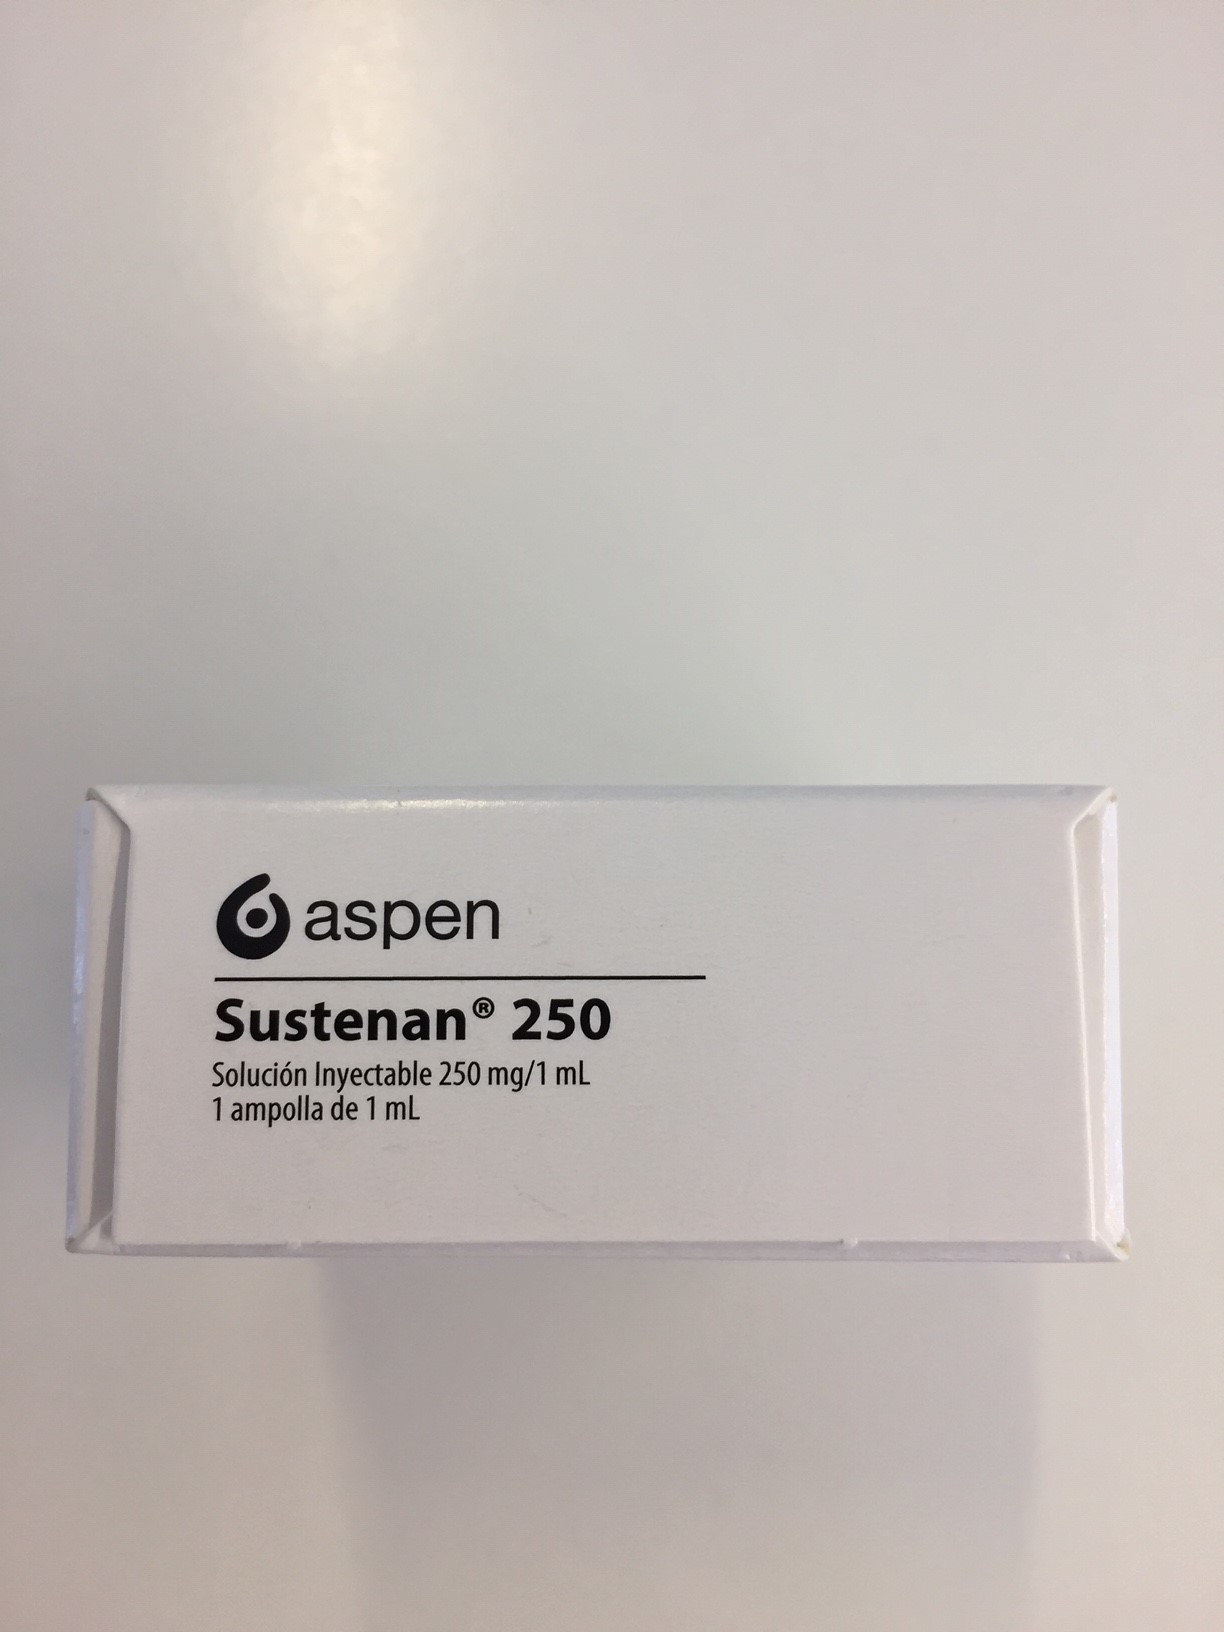 aspen
Sustenan® 250
Solución Inyectable 250 mg/1 mL
1 ampolla de 1 mL